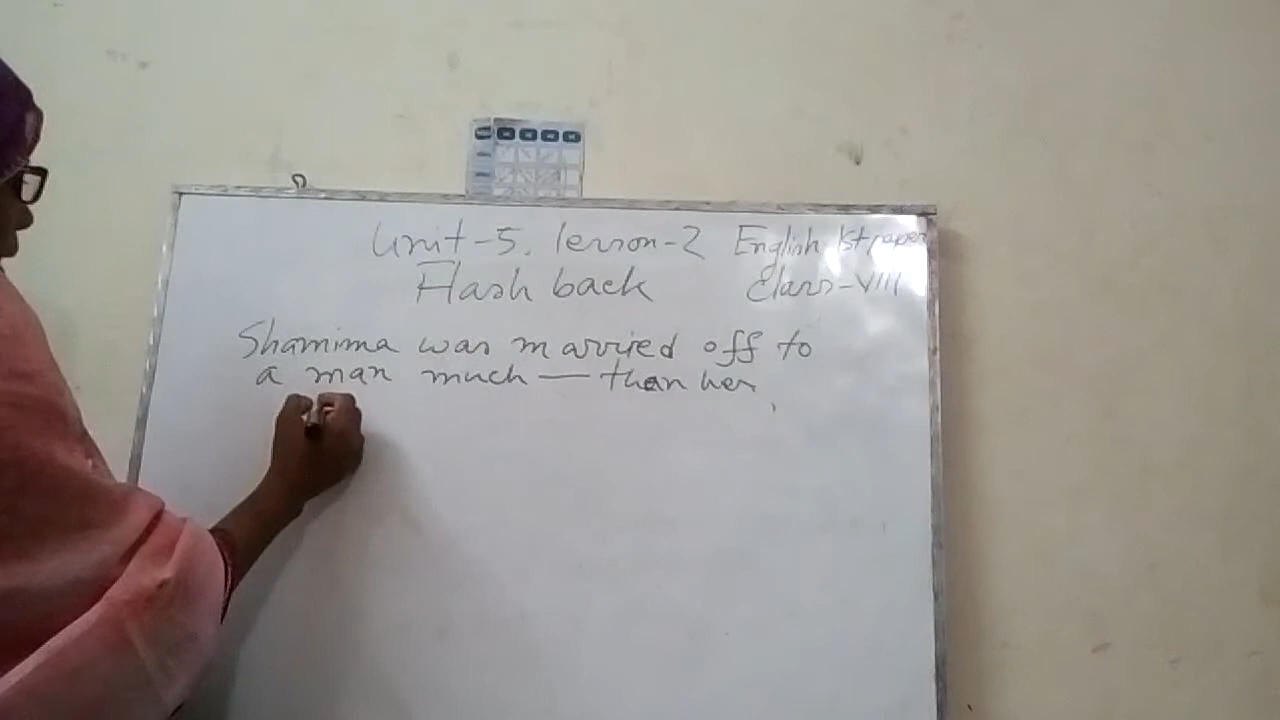 Unit-5. lesson-2 English 1st paper
Flash back Class-VIII
Shamima was married off to
a man much — than her